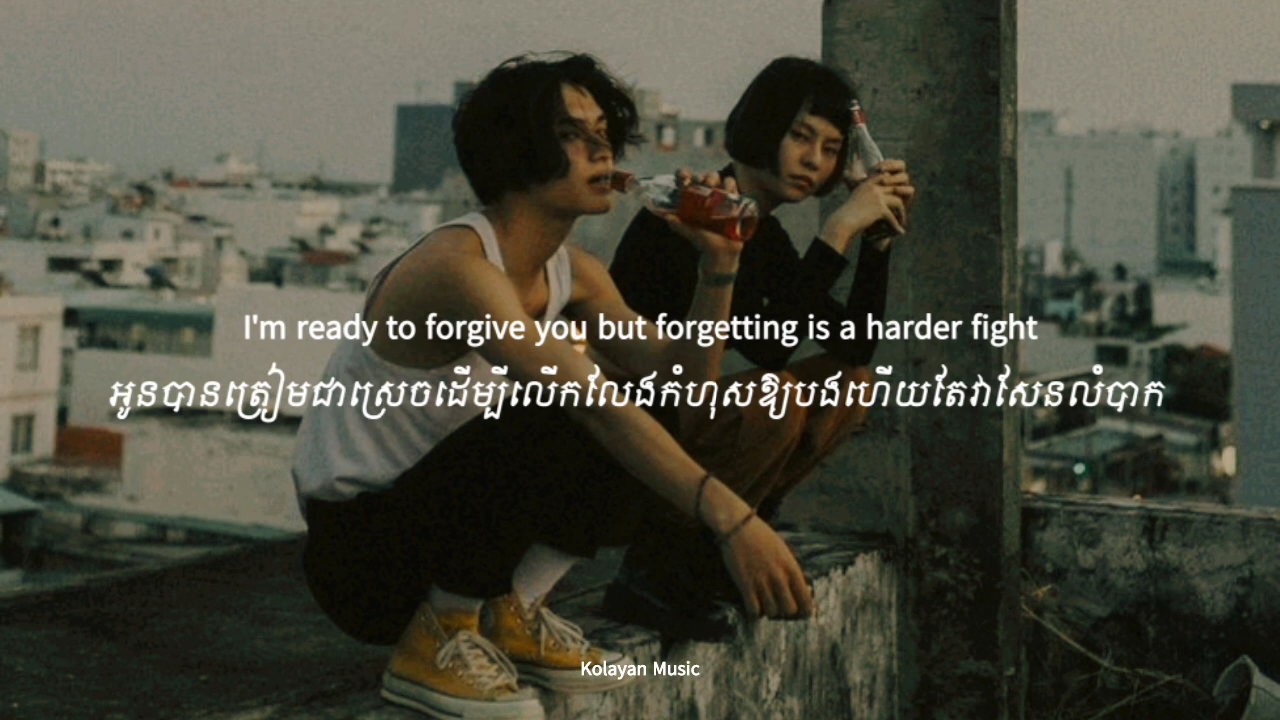 I'm ready to forgive you but forgetting is a harder fight
អូនបានត្រៀមជាស្រេចដើម្បីលើកលែងកំហុសឱ្យបងហើយតែវាសែនលំបាក
Kolayan Music